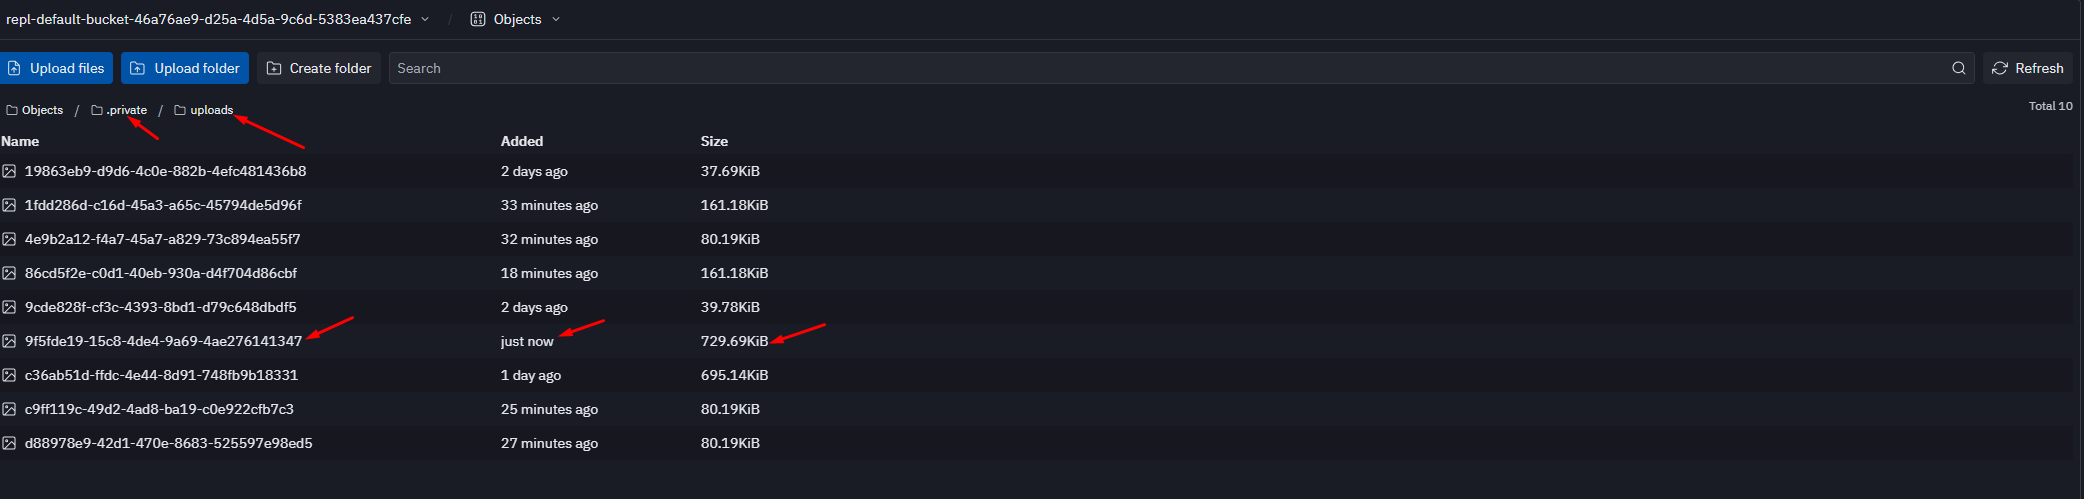 repl-default-bucket-46a76ae9-d25a-4d5a-9c6d-5383ea437cfe / Objects
Upload files Upload folder Create folder Search Refresh
Objects / .private / uploads Total 10
Name Added Size
19863eb9-d9d6-4c0e-882b-4efc481436b8 2 days ago 37.69KiB
1fdd286d-c16d-45a3-a65c-45794de5d96f 33 minutes ago 161.18KiB
4e9b2a12-f4a7-45a7-a829-73c894ea55f7 32 minutes ago 80.19KiB
86cd5f2e-c0d1-40eb-930a-d4f704d86cbf 18 minutes ago 161.18KiB
9cde828f-cf3c-4393-8bd1-d79c648dbdf5 2 days ago 39.78KiB
9f5fde19-15c8-4de4-9a69-4ae276141347 just now 729.69KiB
c36ab51d-ffdc-4e44-8d91-748fb9b18331 1 day ago 695.14KiB
c9ff119c-49d2-4ad8-ba19-c0e922cfb7c3 25 minutes ago 80.19KiB
d88978e9-42d1-470e-8683-525597e98ed5 27 minutes ago 80.19KiB